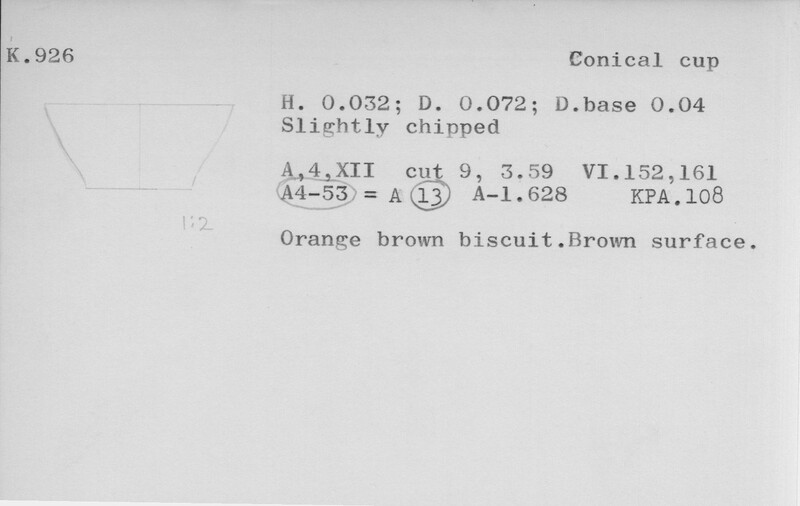 K.926
Conical cup
H. 0.032; D. 0.072; D.base 0.04
Slightly chipped
A,4,XII cut 9, 3.59 VI.152,161
A4-53 = A 13 A-1.628 KPA.108
1:2
Orange brown biscuit.Brown surface.